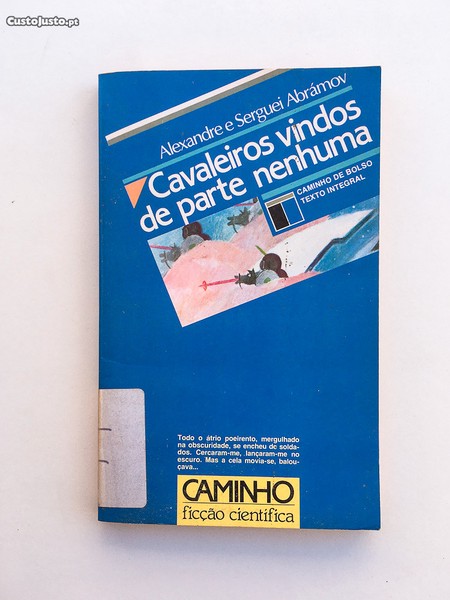 CustoJusto.pt
Alexandre e Serguei Abrámov
Cavaleiros vindos
de parte nenhuma
CAMINHO DE BOLSO
TEXTO INTEGRAL
Todo o átrio poeirento, mergulhado
na obscuridade, se encheu de solda-
dos. Cercaram-me, lançaram-me no
escuro. Mas a cela movia-se, balou-
çava...
CAMINHO
ficção científica